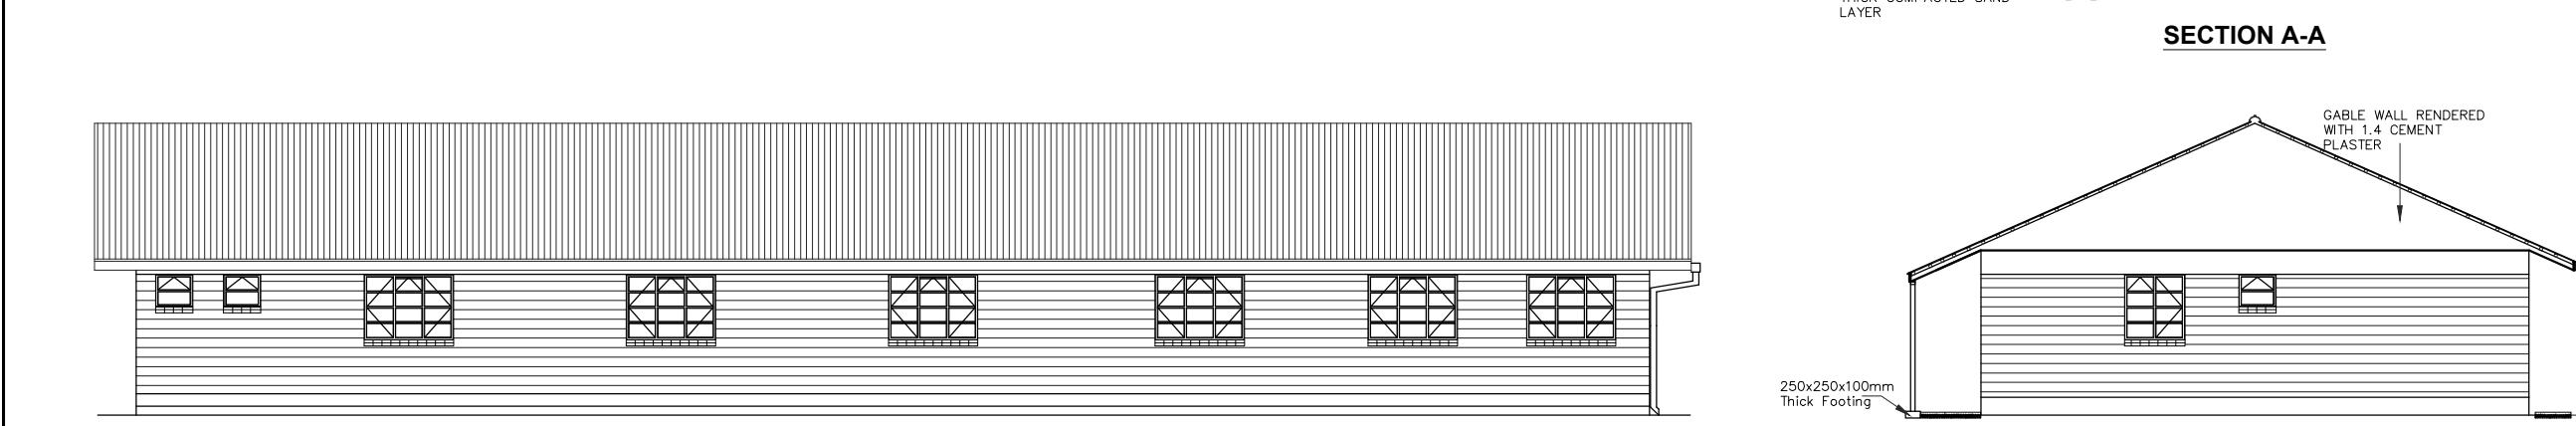 LAYER
SECTION A-A
GABLE WALL RENDERED
WITH 1.4 CEMENT
PLASTER
250x250x100mm
Thick Footing